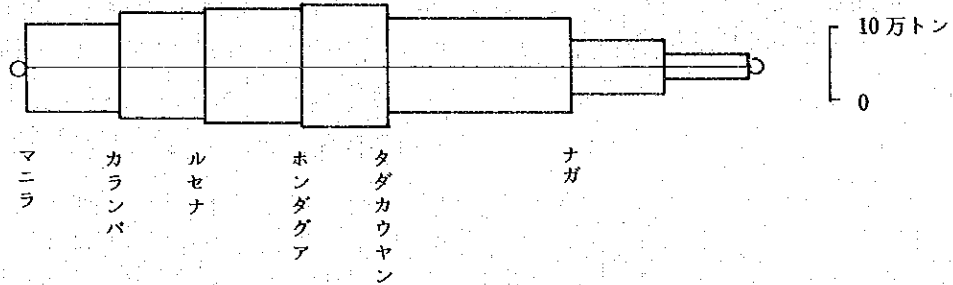 10万トン
0
マニラ
カランバ
ルセナ
ホンダグア
タダカウヤン
ナガ